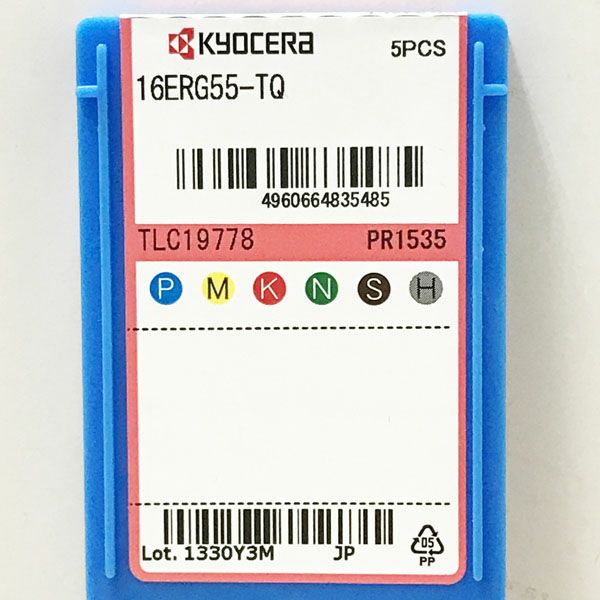 KYOCERA 5PCS
16ERG55-TQ
4960664835485
TLC19778 PR1535
P M K N S H
Lot. 1330Y3M JP
05
PP